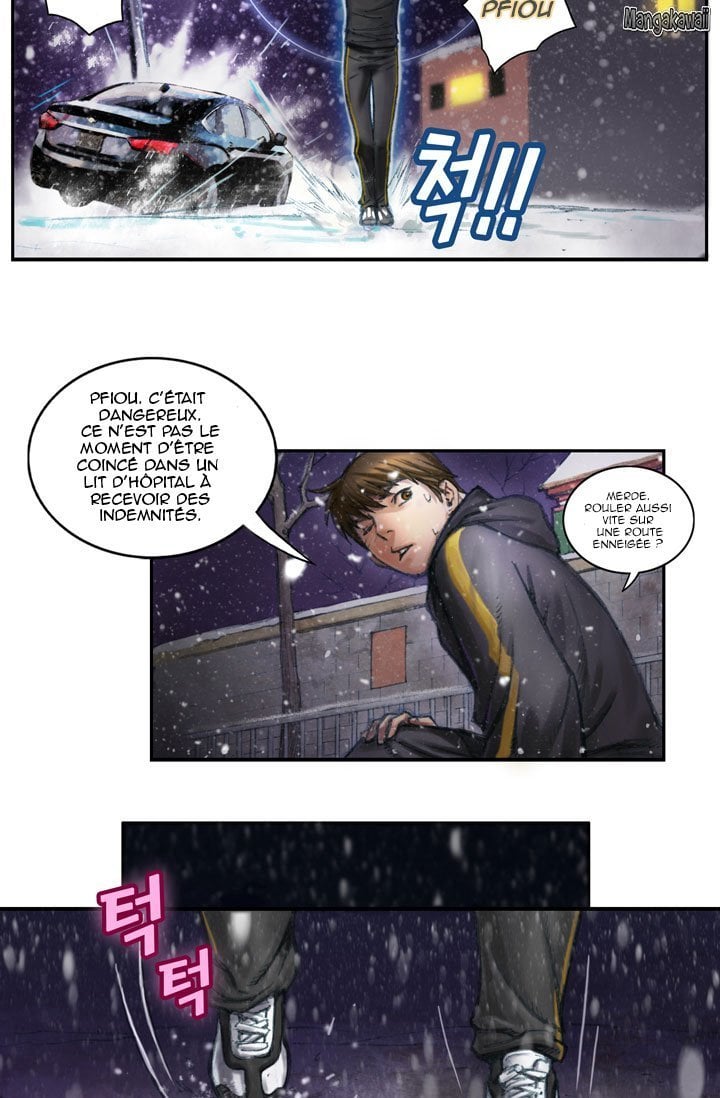 PFIOU
Mangakawaii
척!!
PFIOU, C'ÉTAIT
DANGEREUX.
CE N'EST PAS LE
MOMENT D'ÊTRE
COINCÉ DANS UN
LIT D'HÔPITAL À
RECEVOIR DES
INDEMNITÉS.
MERDE,
ROULER AUSSI
VITE SUR
UNE ROUTE
ENNEIGÉE ?
턱
턱